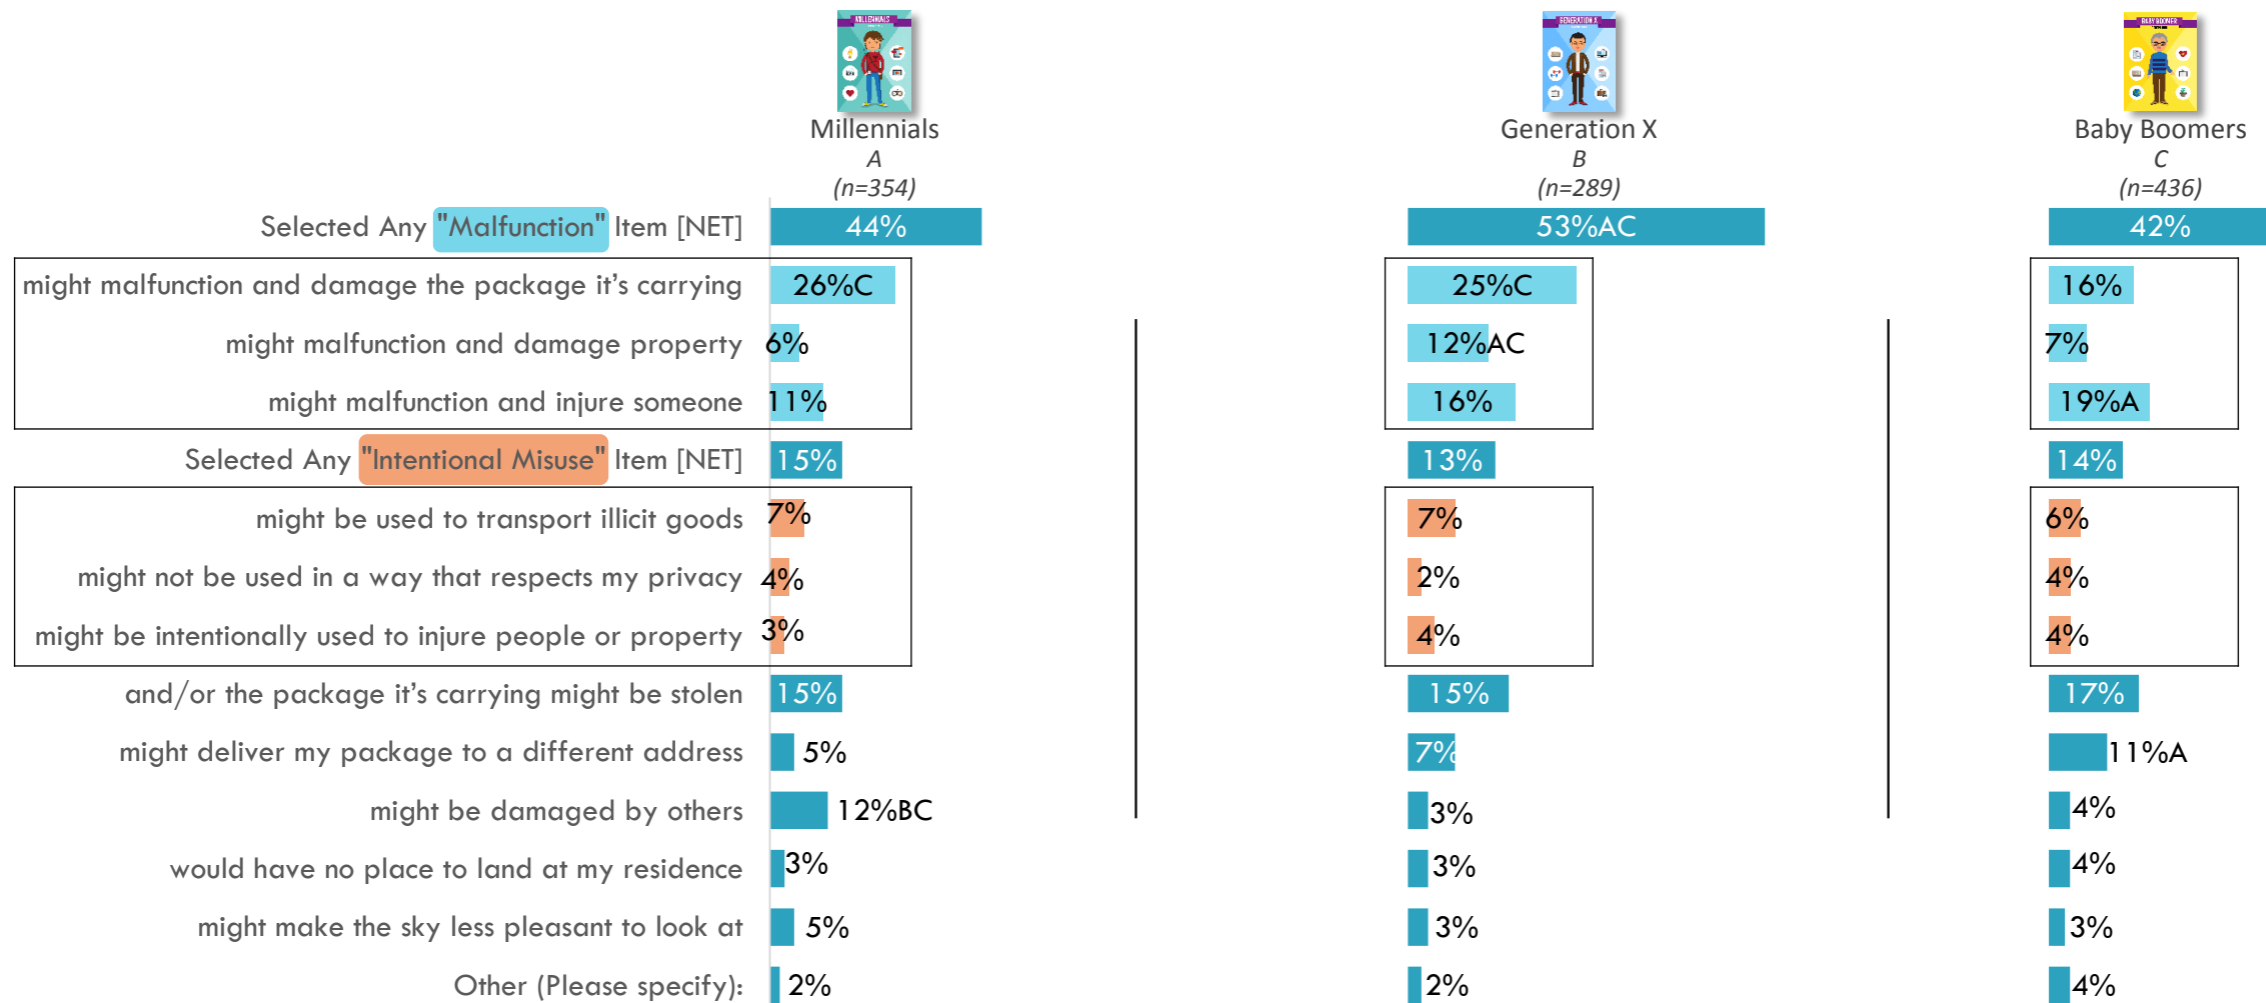 MILLENNIALS
GENERATION X
BABY BOOMER
Millennials
A
(n=354)
Generation X
B
(n=289)
Baby Boomers
C
(n=436)
Selected Any "Malfunction" Item [NET] 44% 53%AC 42%
might malfunction and damage the package it’s carrying 26%C 25%C 16%
might malfunction and damage property 6% 12%AC 7%
might malfunction and injure someone 11% 16% 19%A
Selected Any "Intentional Misuse" Item [NET] 15% 13% 14%
might be used to transport illicit goods 7% 7% 6%
might not be used in a way that respects my privacy 4% 2% 4%
might be intentionally used to injure people or property 3% 4% 4%
and/or the package it’s carrying might be stolen 15% 15% 17%
might deliver my package to a different address 5% 7% 11%A
might be damaged by others 12%BC 3% 4%
would have no place to land at my residence 3% 3% 4%
might make the sky less pleasant to look at 5% 3% 3%
Other (Please specify): 2% 2% 4%